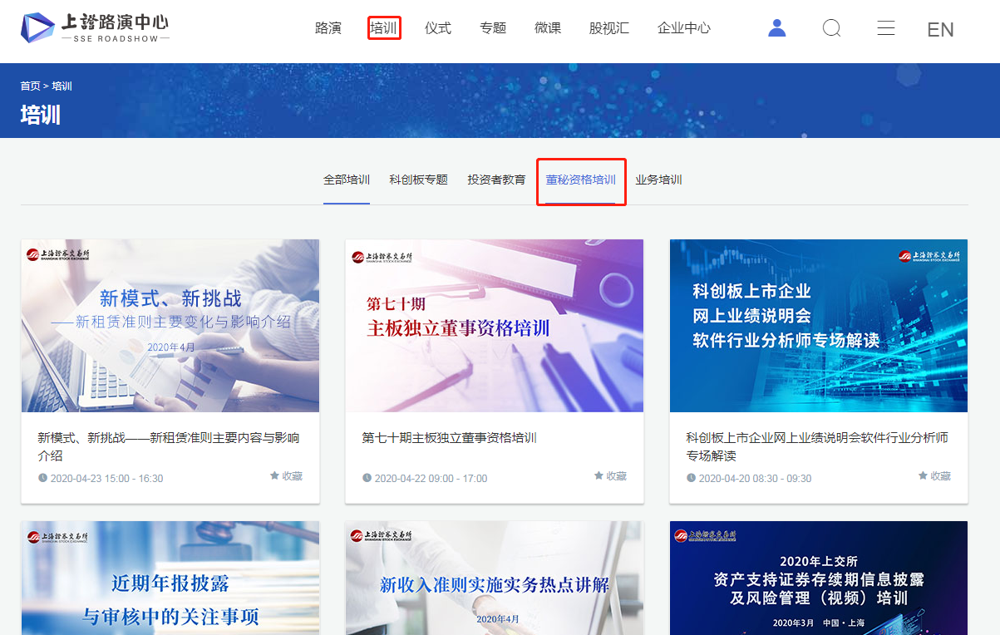 上證路演中心
SSE ROADSHOW
路演 培训 仪式 专题 微课 股视汇 企业中心 EN
首页 > 培训
培训
全部培训 科创板专题 投资者教育 董秘资格培训 业务培训
上海證券交易所
SHANGHAI STOCK EXCHANGE
新模式、新挑战
——新租赁准则主要变化与影响介绍
2020年4月
新模式、新挑战——新租赁准则主要内容与影响
介绍
2020-04-23 15:00 - 16:30 收藏
上海證券交易所
SHANGHAI STOCK EXCHANGE
第七十期
主板独立董事资格培训
第七十期主板独立董事资格培训
2020-04-22 09:00 - 17:00 收藏
上海證券交易所
SHANGHAI STOCK EXCHANGE
科创板上市企业
网上业绩说明会
软件行业分析师专场解读
科创板上市企业网上业绩说明会软件行业分析师
专场解读
2020-04-20 08:30 - 09:30 收藏
上海證券交易所
SHANGHAI STOCK EXCHANGE
近期年报披露
与审核中的关注事项
上海證券交易所
SHANGHAI STOCK EXCHANGE
新收入准则实施实务热点讲解
2020年4月
上海證券交易所
SHANGHAI STOCK EXCHANGE
2020年上交所
资产支持证券存续期信息披露
及风险管理（视频）培训
2020年3月 中国·上海